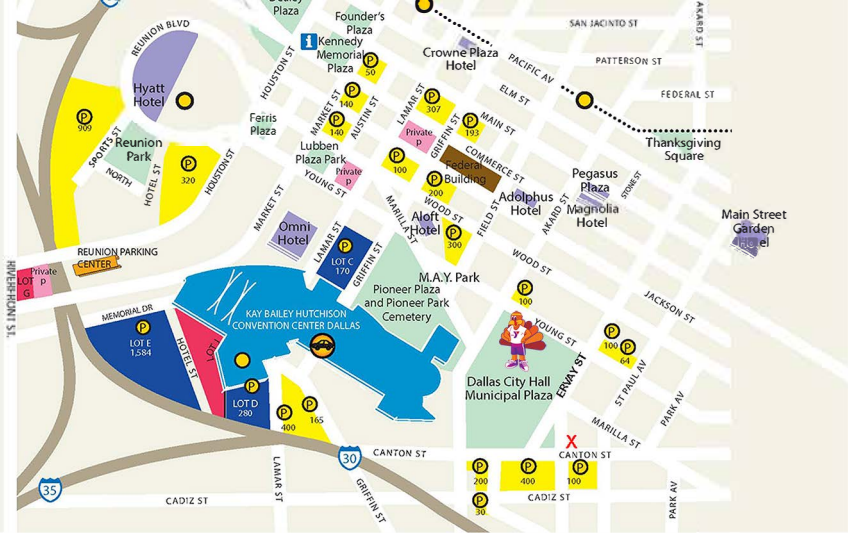 Plaza
Founder's
Plaza
SAN JACINTO ST
AKARD ST
REUNION BLVD
i
Kennedy
Memorial
Plaza
P
50
Crowne Plaza
Hotel
PACIFIC AV
PATTERSON ST
HOUSTON ST
Hyatt
Hotel
P
140
MARKET ST
AUSTIN ST
LAMAR ST
P
307
ELM ST
FEDERAL ST
P
909
Ferris
Plaza
P
140
Private
P
GRIFFIN ST
P
193
MAIN ST
SPORTS ST
Reunion
Park
Lubben
Plaza Park
COMMERCE ST
Thanksgiving
Square
P
320
NORTH
HOTEL ST
HOUSTON ST
YOUNG ST
Private
P
P
100
Federal
Building
P
200
Pegasus
Plaza
STONE ST
MARKET ST
MARILLA ST
WOOD ST
Adolphus
Hotel
AKARD ST
Magnolia
Hotel
Main Street
Garden
el
Omni
Hotel
LAMAR ST
Aloft
Hotel
P
300
FIELD ST
P
LOT C
170
GRIFFIN ST
WOOD ST
REUNION PARKING
CENTER
RIVERFRONT ST.
LOT
G
Private
P
M.A.Y. Park
Pioneer Plaza
and Pioneer Park
Cemetery
P
100
JACKSON ST
MEMORIAL DR
KAY BAILEY HUTCHISON
CONVENTION CENTER DALLAS
P
LOT E
1,584
HOTEL ST
LOT J
YOUNG ST
P
100
P
64
Y
Dallas City Hall
Municipal Plaza
ERVAY ST
ST PAUL AV
PARK AV
P
LOT D
280
P
400
P
165
MARILLA ST
X
CANTON ST
CANTON ST
30
35
P
200
P
400
P
100
CADIZ ST
LAMAR ST
GRIFFIN ST
P
30
CADIZ ST
PARK AV